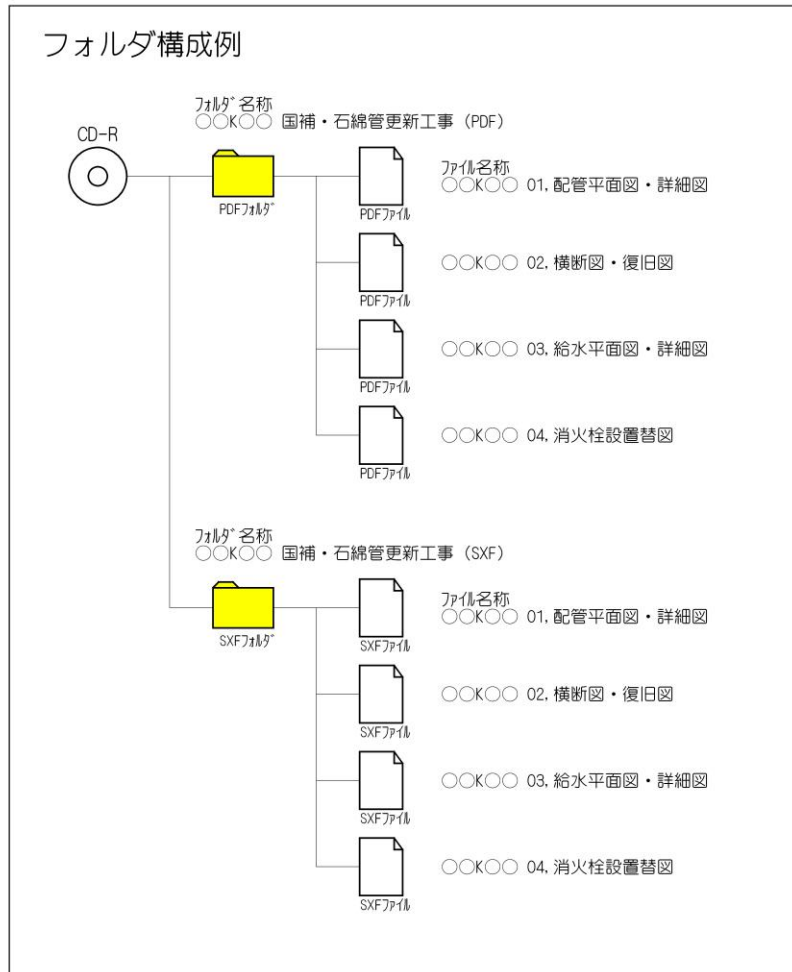 フォルダ構成例
フォルダ名称
○○K○○ 国補・石綿管更新工事 (PDF)
CD-R
PDFフォルダ
ファイル名称
○○K○○ 01,配管平面図・詳細図
PDFファイル
○○K○○ 02,横断図・復旧図
PDFファイル
○○K○○ 03,給水平面図・詳細図
PDFファイル
○○K○○ 04,消火栓設置替図
PDFファイル
フォルダ名称
○○K○○ 国補・石綿管更新工事 (SXF)
SXFフォルダ
ファイル名称
○○K○○ 01,配管平面図・詳細図
SXFファイル
○○K○○ 02,横断図・復旧図
SXFファイル
○○K○○ 03,給水平面図・詳細図
SXFファイル
○○K○○ 04,消火栓設置替図
SXFファイル